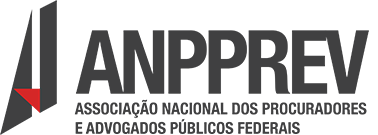 ANPPREV
ASSOCIAÇÃO NACIONAL DOS PROCURADORES
E ADVOGADOS PÚBLICOS FEDERAIS